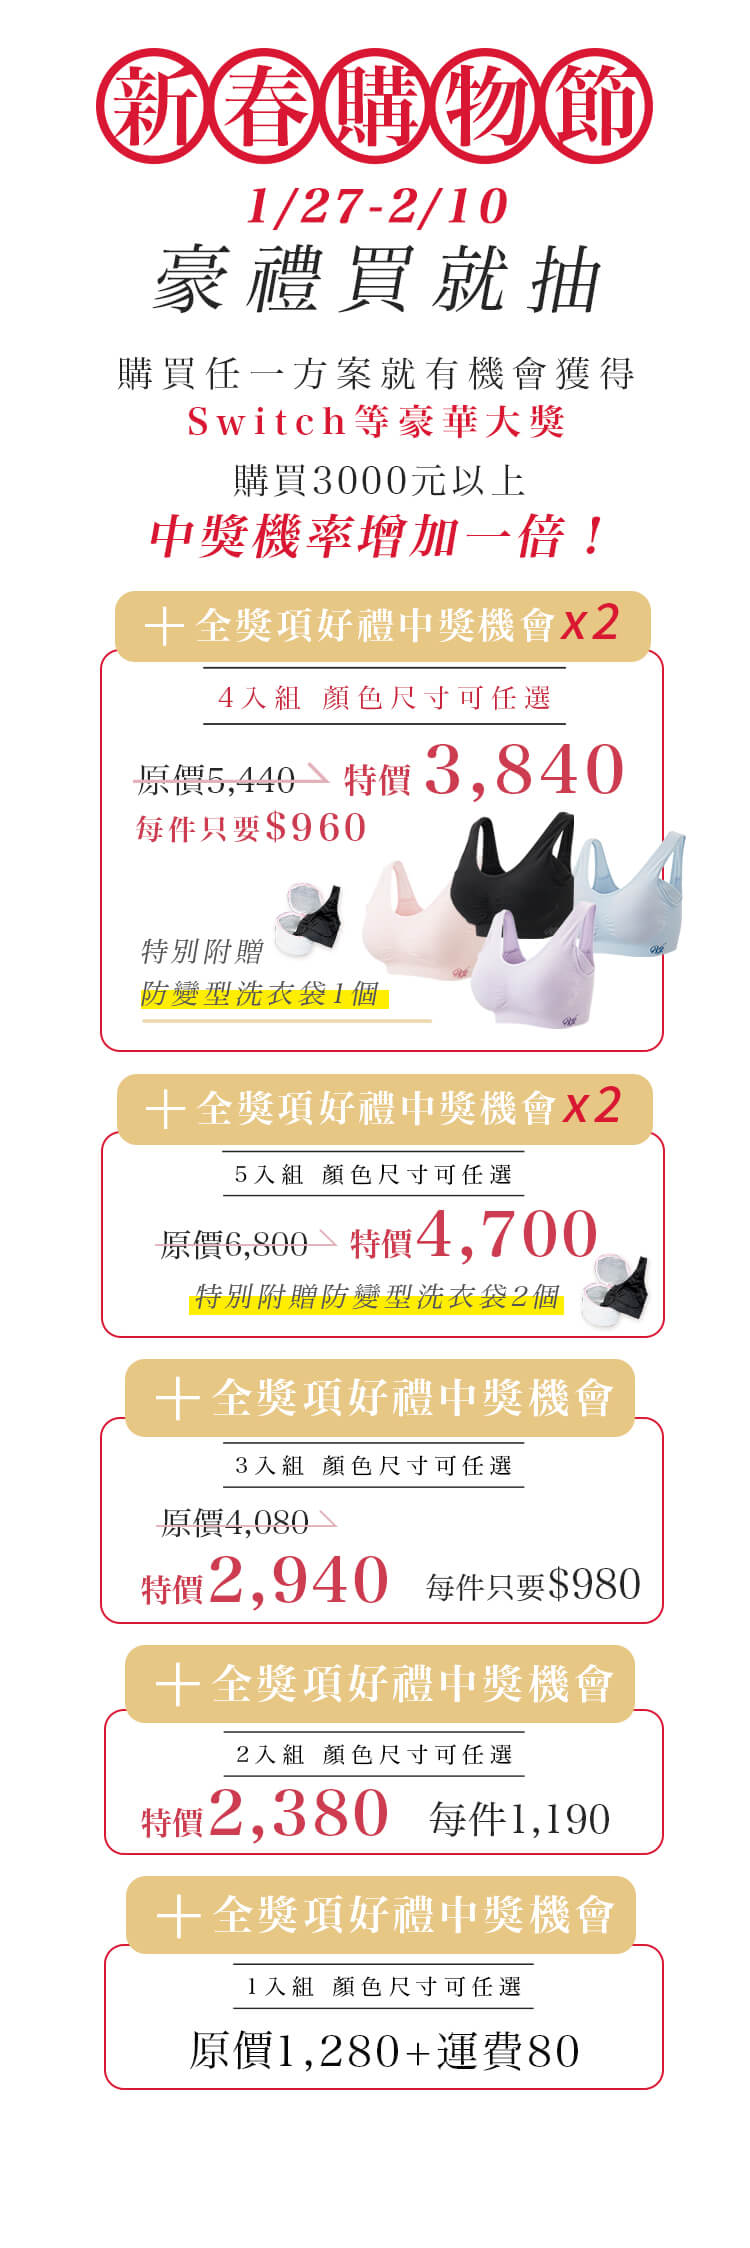 新春購物節
1/27-2/10
豪禮買就抽
購買任一方案就有機會獲得
Switch等豪華大獎
購買3000元以上
中獎機率增加一倍！
＋全獎項好禮中獎機會x2
4入組 顏色尺寸可任選
原價5,440 特價3,840
每件只要$960
特別附贈
防變型洗衣袋1個
＋全獎項好禮中獎機會x2
5入組 顏色尺寸可任選
原價6,800 特價4,700
特別附贈防變型洗衣袋2個
＋全獎項好禮中獎機會
3入組 顏色尺寸可任選
原價4,080
特價2,940 每件只要$980
＋全獎項好禮中獎機會
2入組 顏色尺寸可任選
特價2,380 每件1,190
＋全獎項好禮中獎機會
1入組 顏色尺寸可任選
原價1,280+運費80